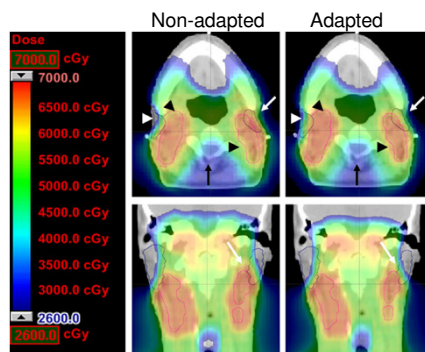 Non-adapted Adapted
Dose
7000.0 cGy
7000.0
6500.0 cGy
6000.0 cGy
5500.0 cGy
5000.0 cGy
4500.0 cGy
4000.0 cGy
3500.0 cGy
3000.0 cGy
2600.0
2600.0 cGy